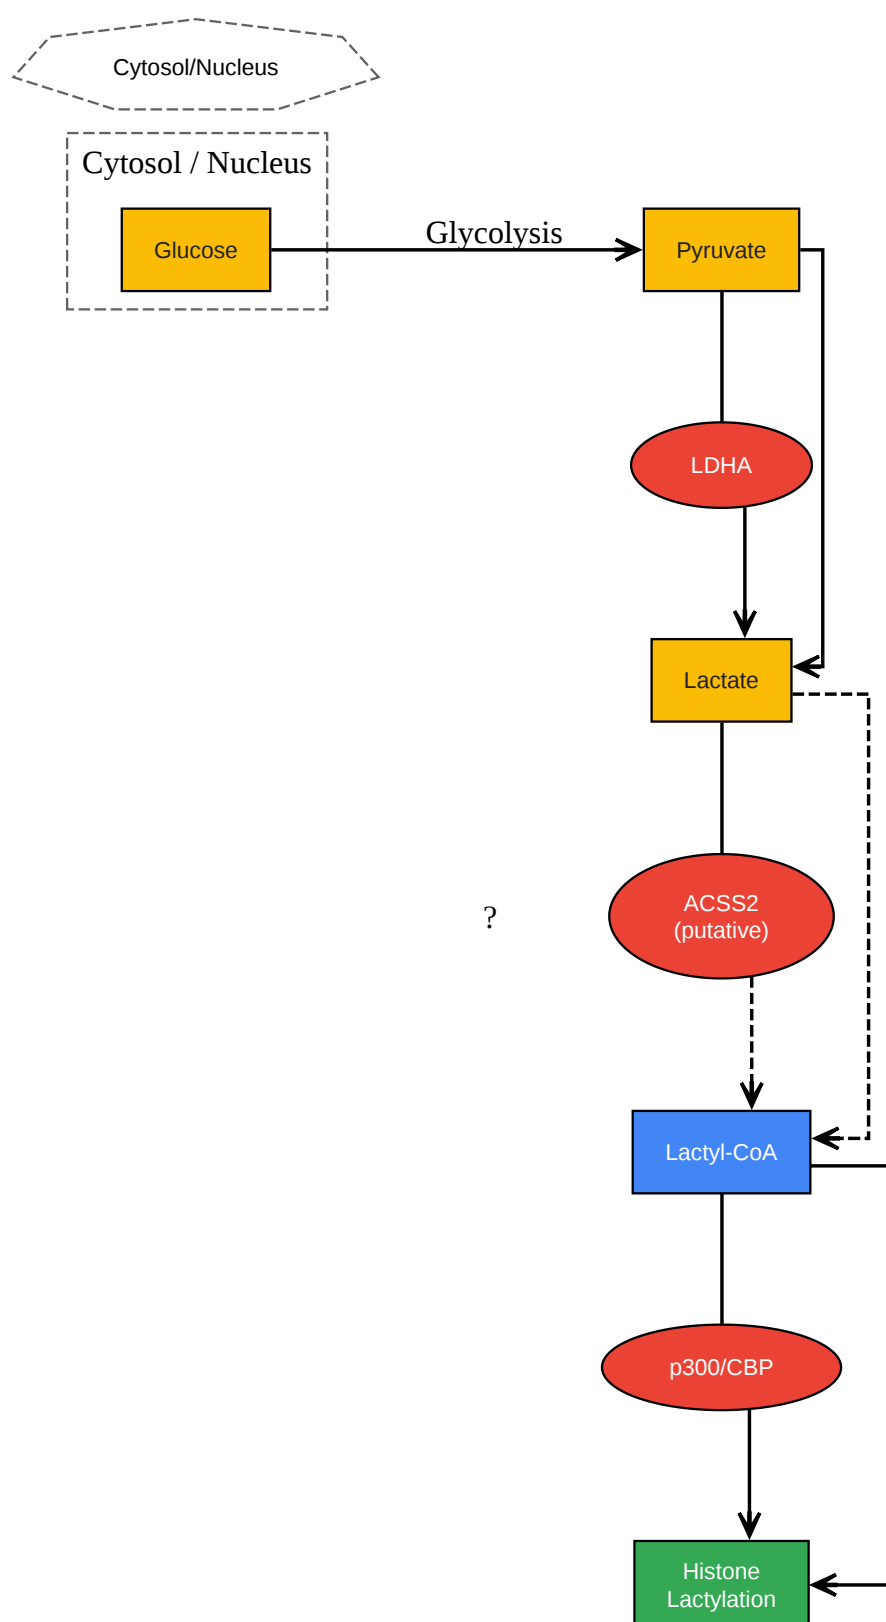 Cytosol/Nucleus
Cytosol / Nucleus
Glucose
Glycolysis
Pyruvate
LDHA
Lactate
?
ACSS2
(putative)
Lactyl-CoA
p300/CBP
Histone
Lactylation